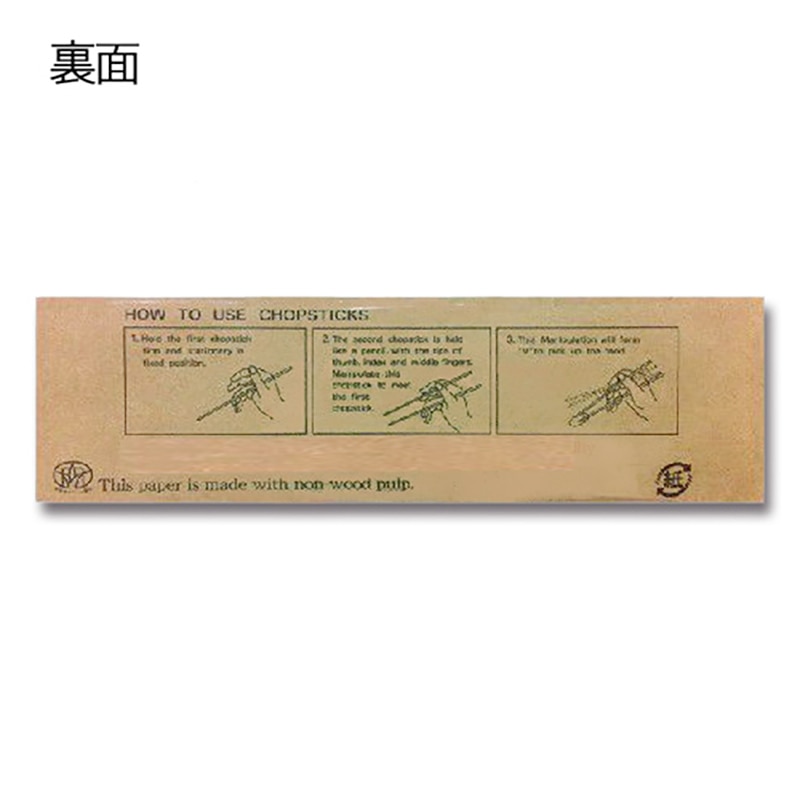 裏面
HOW TO USE CHOPSTICKS
1. Hold the first chopstick
firm and stationary in
fixed position.
2. The second chopstick is held
like a pencil with the tips of
thumb, index and middle fingers.
Manipulate this
chopstick to meet
the first
chopstick.
3. This Manipulation will form
to pick up the food.
This paper is made with non-wood pulp.
紙